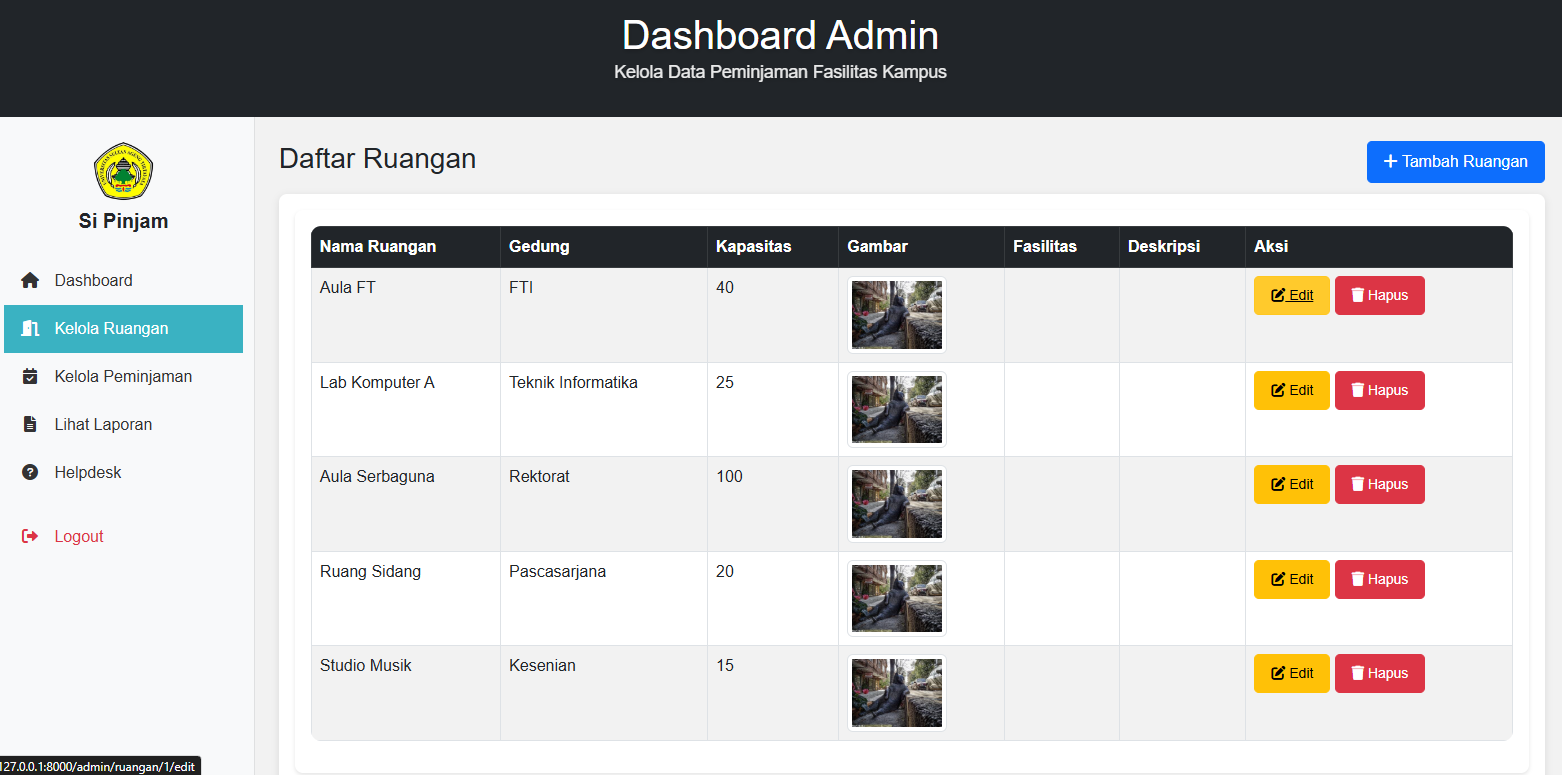 Dashboard Admin
Kelola Data Peminjaman Fasilitas Kampus
Si Pinjam
Dashboard
Kelola Ruangan
Kelola Peminjaman
Lihat Laporan
Helpdesk
Logout
Daftar Ruangan
Tambah Ruangan
Nama Ruangan Gedung Kapasitas Gambar Fasilitas Deskripsi Aksi
Aula FT FTI 40 Edit Hapus
Lab Komputer A Teknik Informatika 25 Edit Hapus
Aula Serbaguna Rektorat 100 Edit Hapus
Ruang Sidang Pascasarjana 20 Edit Hapus
Studio Musik Kesenian 15 Edit Hapus
127.0.0.1:8000/admin/ruangan/1/edit